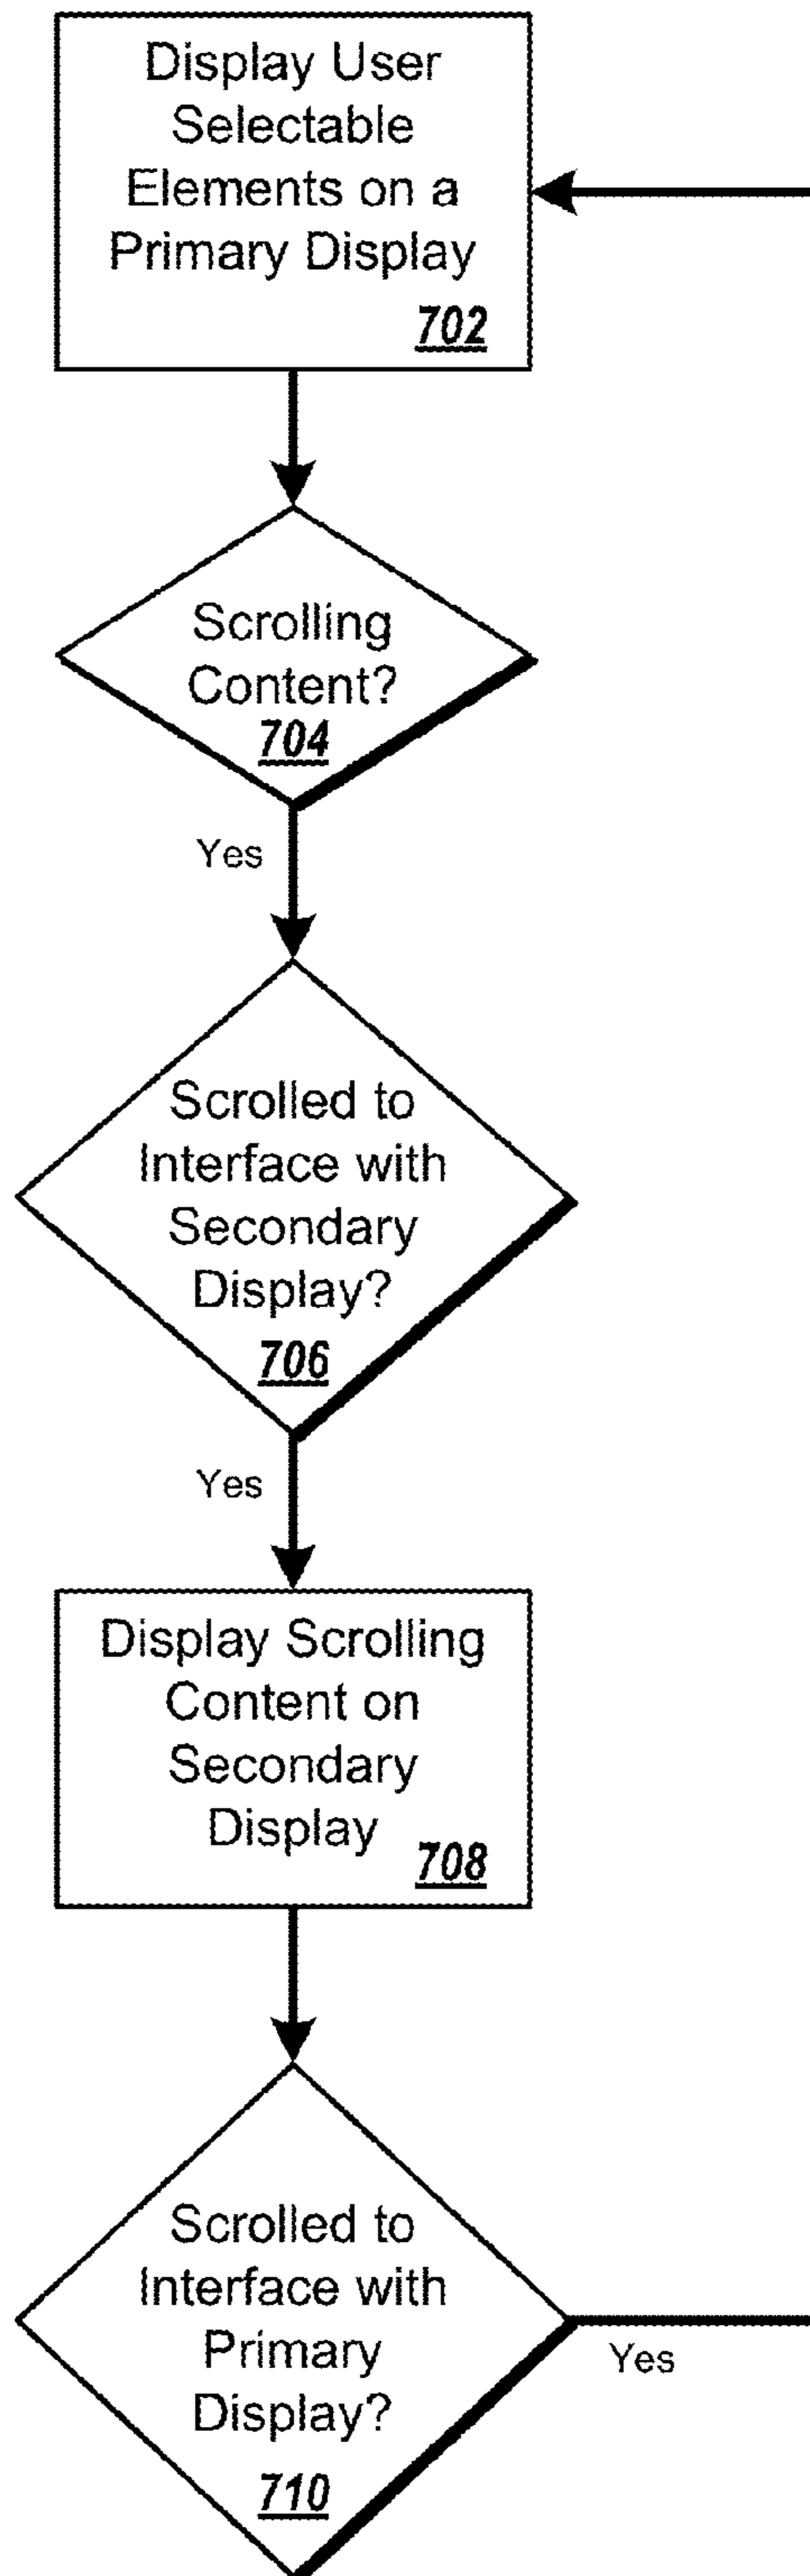 Display User
Selectable
Elements on a
Primary Display
702
Scrolling
Content?
704
Yes
Scrolled to
Interface with
Secondary
Display?
706
Yes
Display Scrolling
Content on
Secondary
Display
708
Scrolled to
Interface with
Primary
Display?
710
Yes